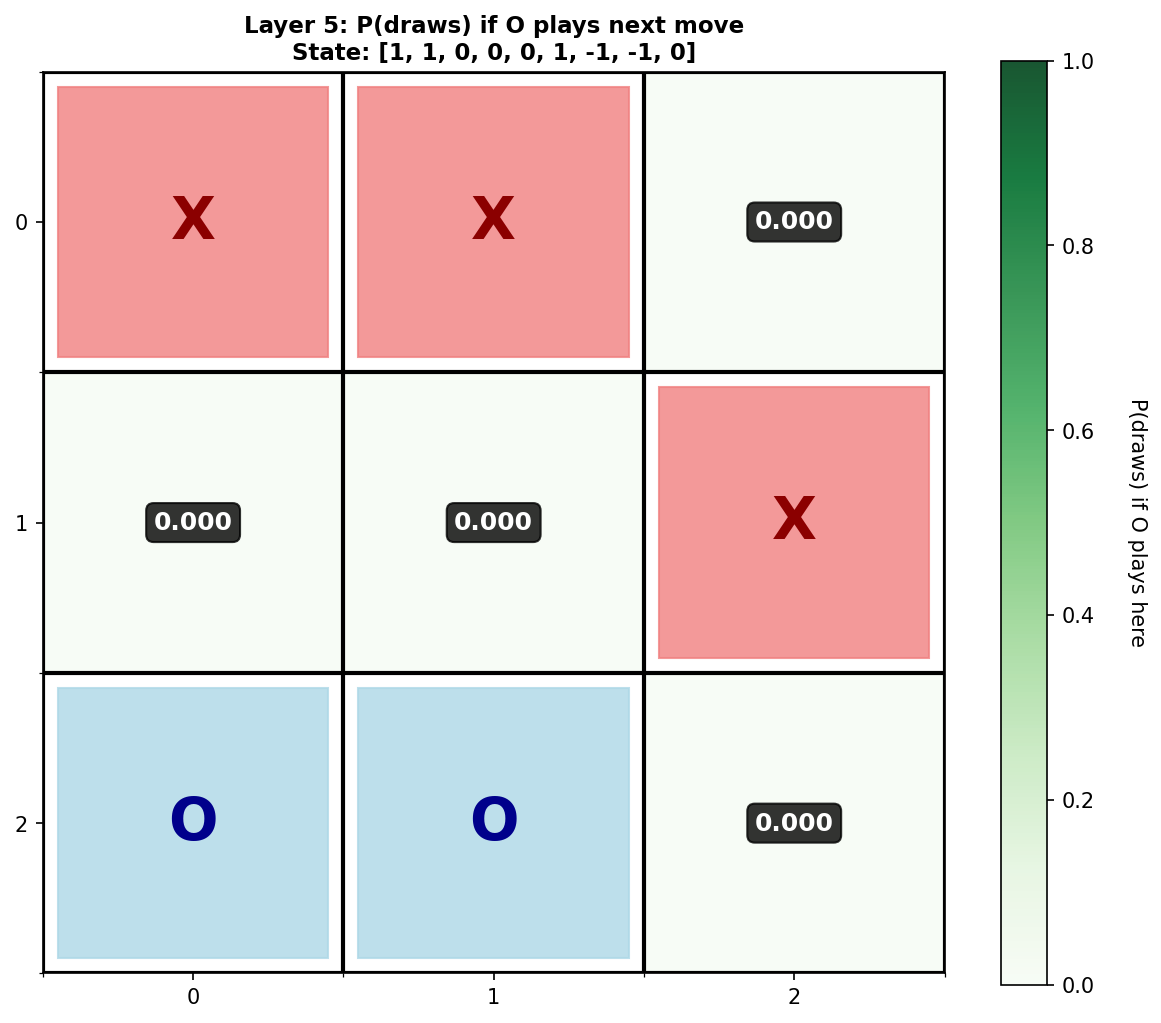 Layer 5: P(draws) if O plays next move
State: [1, 1, 0, 0, 0, 1, -1, -1, 0]
1.0
0.8
0.6
0.4
0.2
0.0
P(draws) if O plays here
0
X
X
0.000
1
0.000
0.000
X
2
O
O
0.000
0
1
2